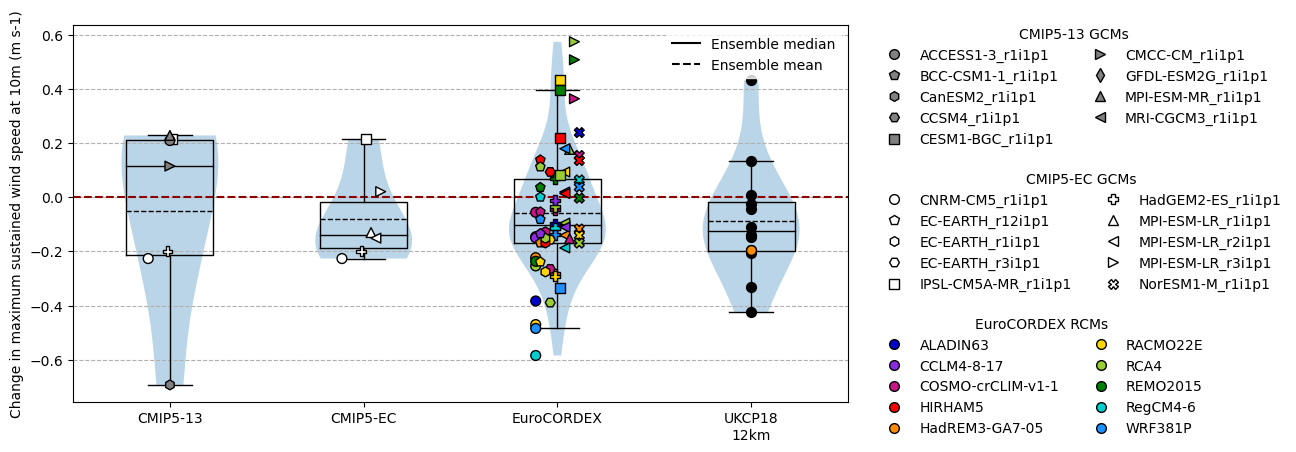 Change in maximum sustained wind speed at 10m (m s-1)
0.6
0.4
0.2
0.0
−0.2
−0.4
−0.6
CMIP5-13
CMIP5-EC
EuroCORDEX
UKCP18
12km
Ensemble median
Ensemble mean
CMIP5-13 GCMs
ACCESS1-3_r1i1p1
BCC-CSM1-1_r1i1p1
CanESM2_r1i1p1
CCSM4_r1i1p1
CESM1-BGC_r1i1p1
CMCC-CM_r1i1p1
GFDL-ESM2G_r1i1p1
MPI-ESM-MR_r1i1p1
MRI-CGCM3_r1i1p1
CMIP5-EC GCMs
CNRM-CM5_r1i1p1
EC-EARTH_r12i1p1
EC-EARTH_r1i1p1
EC-EARTH_r3i1p1
IPSL-CM5A-MR_r1i1p1
HadGEM2-ES_r1i1p1
MPI-ESM-LR_r1i1p1
MPI-ESM-LR_r2i1p1
MPI-ESM-LR_r3i1p1
NorESM1-M_r1i1p1
EuroCORDEX RCMs
ALADIN63
CCLM4-8-17
COSMO-crCLIM-v1-1
HIRHAM5
HadREM3-GA7-05
RACMO22E
RCA4
REMO2015
RegCM4-6
WRF381P